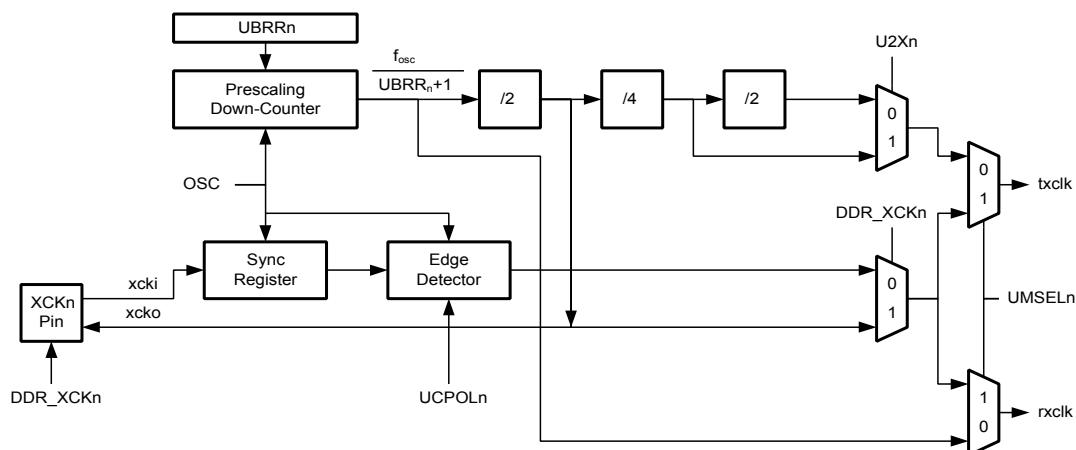 UBRRn
U2Xn
fosc
UBRRn+1
Prescaling
Down-Counter
/2
/4
/2
0
1
OSC
0
1
txclk
DDR_XCKn
Sync
Register
Edge
Detector
xcki
0
1
XCKn
Pin
xcko
UMSELn
DDR_XCKn
UCPOLn
1
0
rxclk